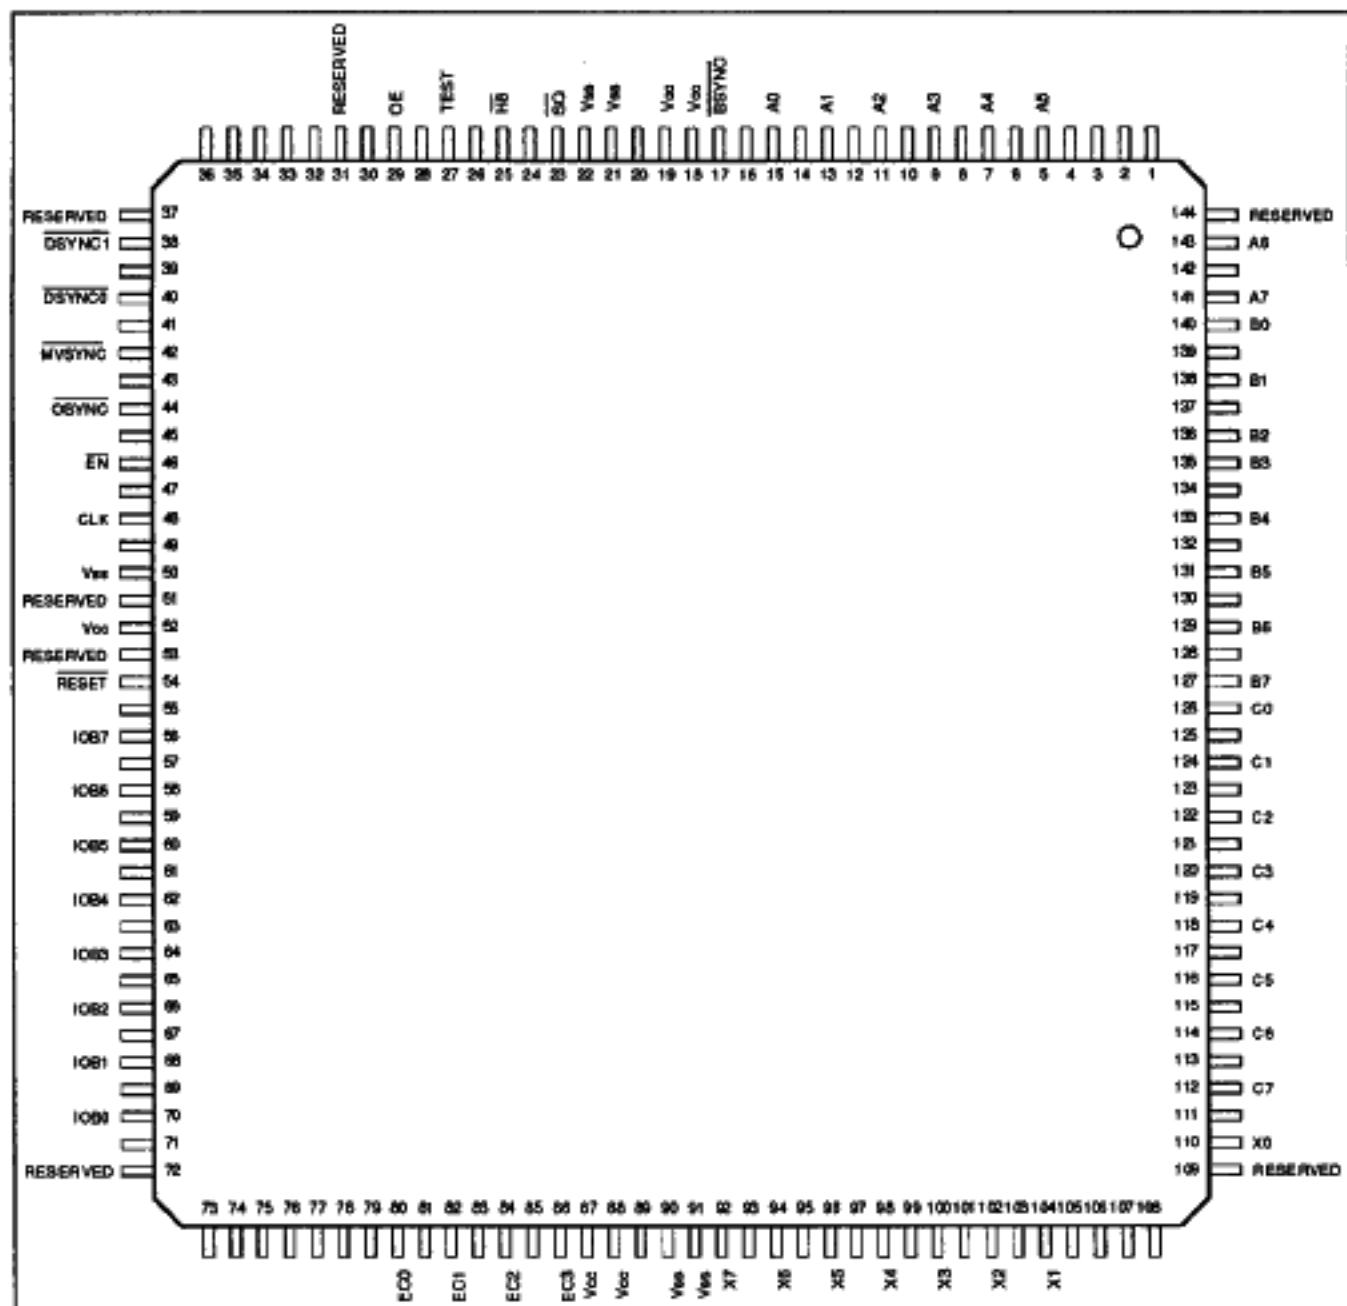 RESERVED OE TEST H8 SQ Vss Vss Vcc Vcc BSYNC A0 A1 A2 A3 A4 A5
36 35 34 33 32 31 30 29 28 27 26 25 24 23 22 21 20 19 18 17 16 15 14 13 12 11 10 9 8 7 6 5 4 3 2 1
RESERVED 37 144 RESERVED
DSYNC1 38 143 A6
39 142
DSYNC0 40 141 A7
41 140 B0
MVSYNC 42 139
43 138 B1
OSYNC 44 137
45 136 B2
EN 46 135 B3
47 134
CLK 48 133 B4
49 132
Vss 50 131 B5
RESERVED 51 130
Vcc 52 129 B6
RESERVED 53 128
RESET 54 127 B7
55 126 C0
IOB7 56 125
57 124 C1
IOB6 58 123
59 122 C2
IOB5 60 121
61 120 C3
IOB4 62 119
63 118 C4
IOB3 64 117
65 116 C5
IOB2 66 115
67 114 C6
IOB1 68 113
69 112 C7
IOB0 70 111
71 110 X0
RESERVED 72 109 RESERVED
73 74 75 76 77 78 79 80 81 82 83 84 85 86 87 88 89 90 91 92 93 94 95 96 97 98 99 100 101 102 103 104 105 106 107 108
EC0 EC1 EC2 EC3 Vcc Vcc Vss Vss X7 X6 X5 X4 X3 X2 X1